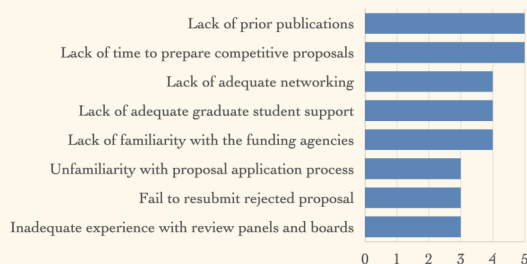 Lack of prior publications
Lack of time to prepare competitive proposals
Lack of adequate networking
Lack of adequate graduate student support
Lack of familiarity with the funding agencies
Unfamiliarity with proposal application process
Fail to resubmit rejected proposal
Inadequate experience with review panels and boards
0 1 2 3 4 5